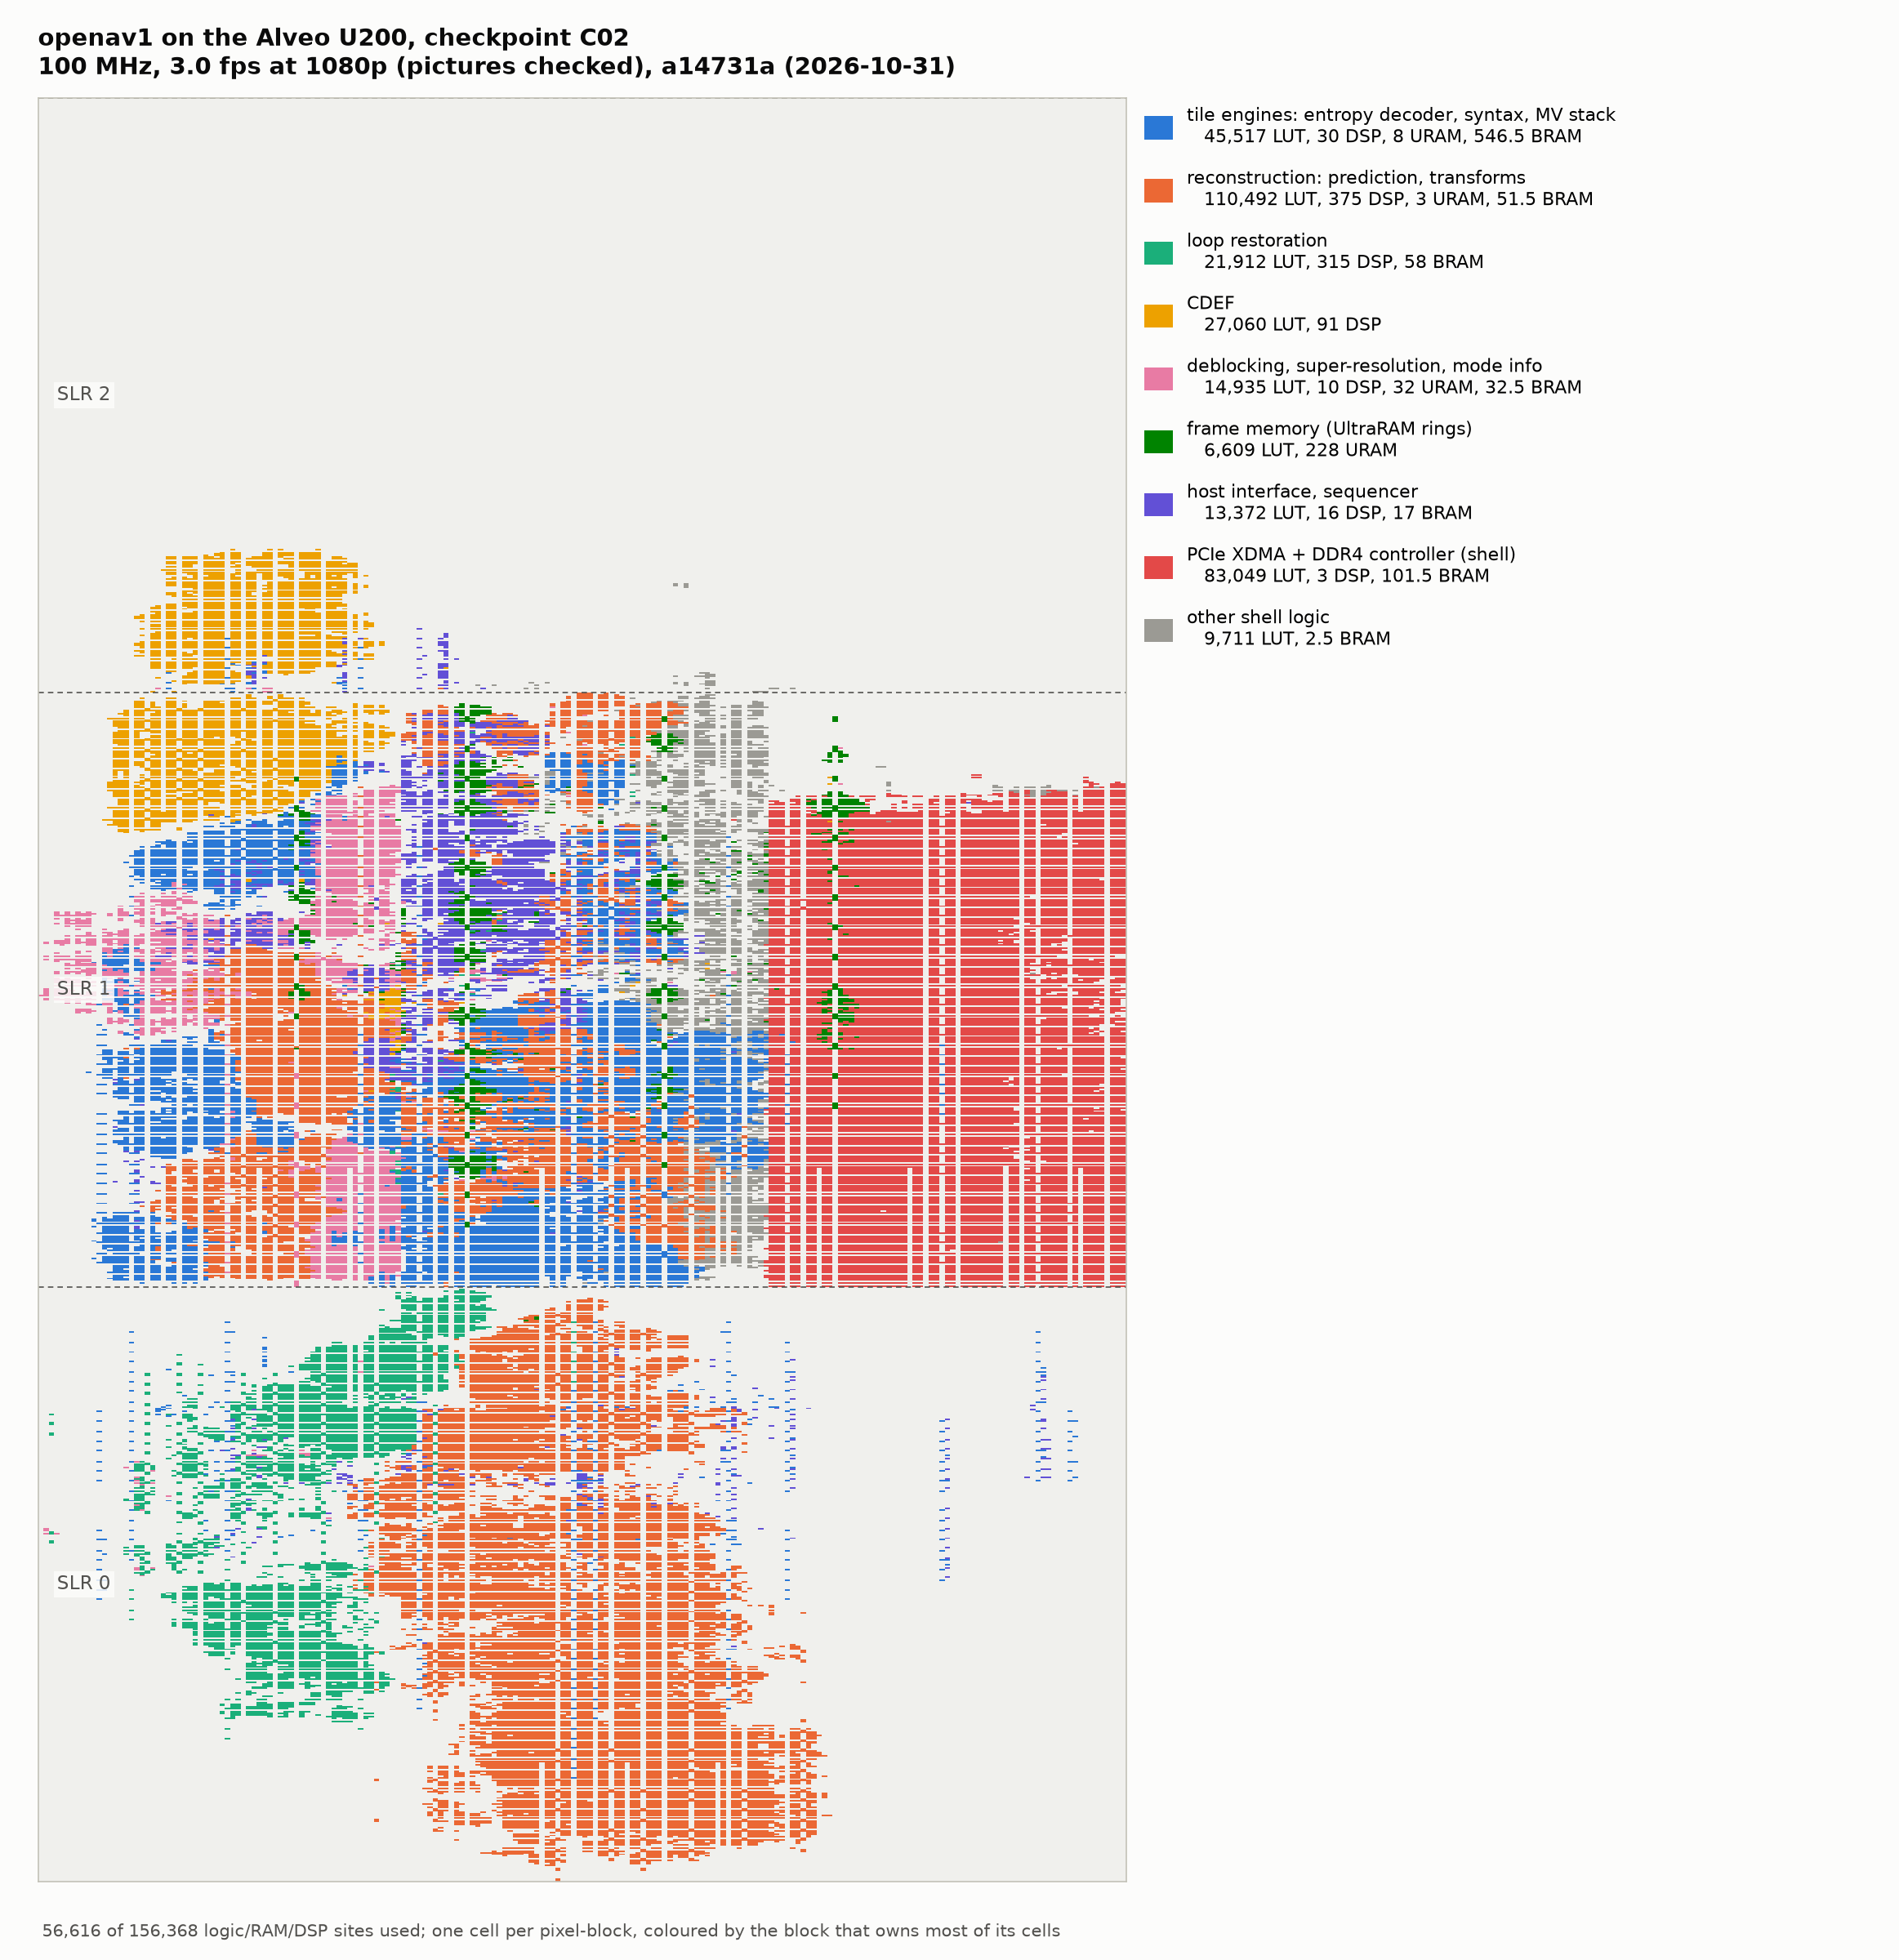 openav1 on the Alveo U200, checkpoint C02
100 MHz, 3.0 fps at 1080p (pictures checked), a14731a (2026-10-31)
tile engines: entropy decoder, syntax, MV stack
45,517 LUT, 30 DSP, 8 URAM, 546.5 BRAM
reconstruction: prediction, transforms
110,492 LUT, 375 DSP, 3 URAM, 51.5 BRAM
loop restoration
21,912 LUT, 315 DSP, 58 BRAM
CDEF
27,060 LUT, 91 DSP
deblocking, super-resolution, mode info
14,935 LUT, 10 DSP, 32 URAM, 32.5 BRAM
frame memory (UltraRAM rings)
6,609 LUT, 228 URAM
host interface, sequencer
13,372 LUT, 16 DSP, 17 BRAM
PCIe XDMA + DDR4 controller (shell)
83,049 LUT, 3 DSP, 101.5 BRAM
other shell logic
9,711 LUT, 2.5 BRAM
SLR 2
SLR 1
SLR 0
56,616 of 156,368 logic/RAM/DSP sites used; one cell per pixel-block, coloured by the block that owns most of its cells